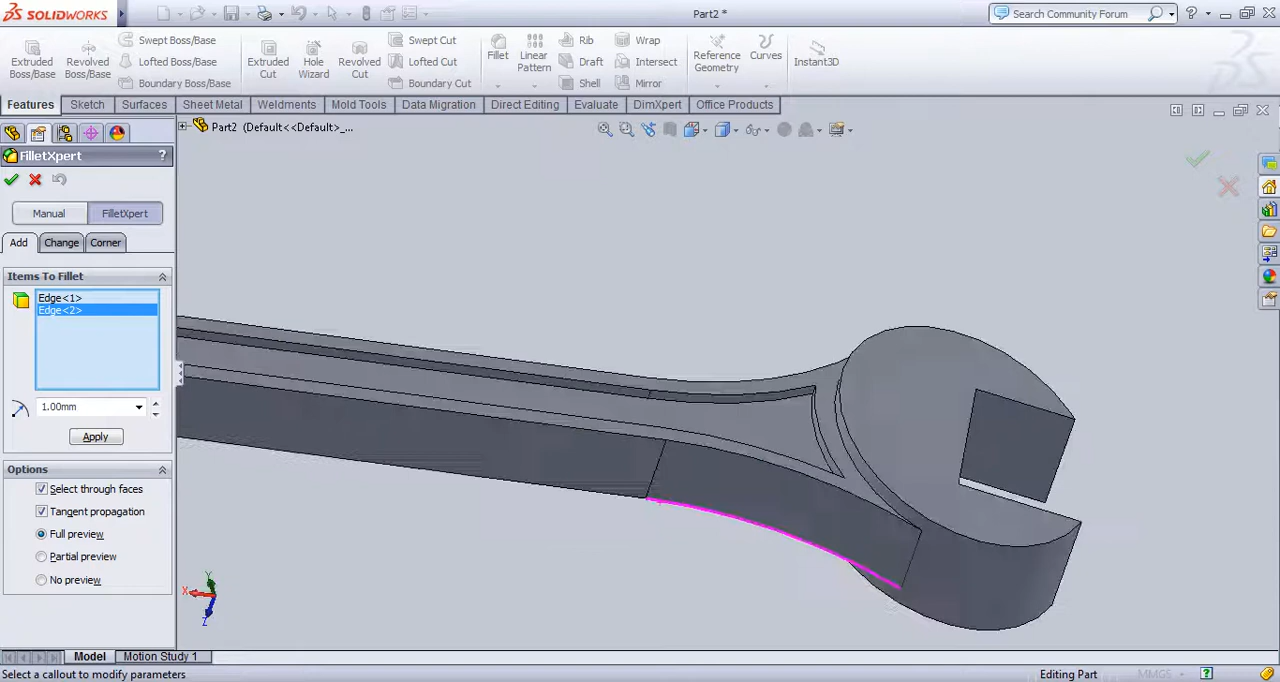 SOLIDWORKS
Part2 *
Search Community Forum
Extruded Boss/Base
Revolved Boss/Base
Swept Boss/Base
Lofted Boss/Base
Boundary Boss/Base
Extruded Cut
Hole Wizard
Revolved Cut
Swept Cut
Lofted Cut
Boundary Cut
Fillet
Linear Pattern
Rib
Draft
Shell
Wrap
Intersect
Mirror
Reference Geometry
Curves
Instant3D
Features Sketch Surfaces Sheet Metal Weldments Mold Tools Data Migration Direct Editing Evaluate DimXpert Office Products
Part2 (Default<<Default>_...
FilletXpert ?
Manual FilletXpert
Add Change Corner
Items To Fillet
Edge<1>
Edge<2>
1.00mm
Apply
Options
Select through faces
Tangent propagation
Full preview
Partial preview
No preview
Y
X
Z
Model Motion Study 1
Select a callout to modify parameters
Editing Part
MMGS
?